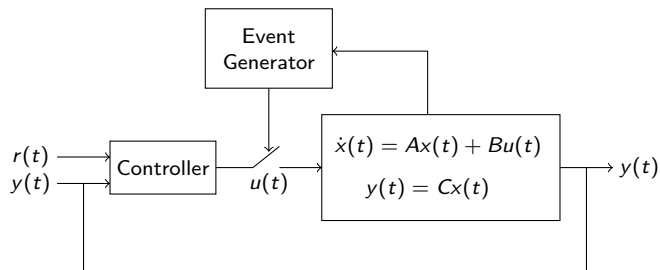 Event
Generator
r(t)
y(t)
Controller
u(t)
ẋ(t) = Ax(t) + Bu(t)
y(t) = Cx(t)
y(t)